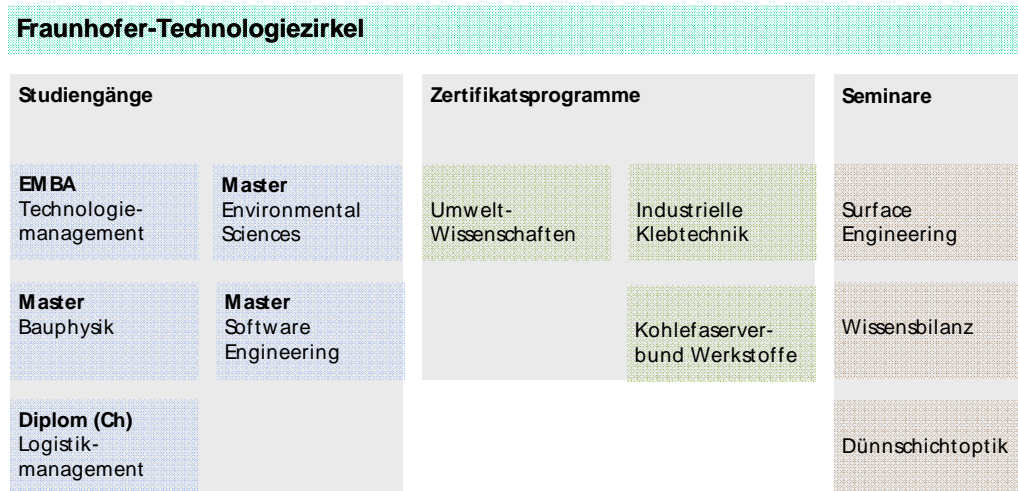 Fraunhofer-Technologiezirkel
Studiengänge
EMBA
Technologie-
management
Master
Environmental
Sciences
Master
Bauphysik
Master
Software
Engineering
Diplom (Ch)
Logistik-
management
Zertifikatsprogramme
Umwelt-
Wissenschaften
Industrielle
Klebtechnik
Kohlefaserver-
bund Werkstoffe
Seminare
Surface
Engineering
Wissensbilanz
Dünnschichtoptik